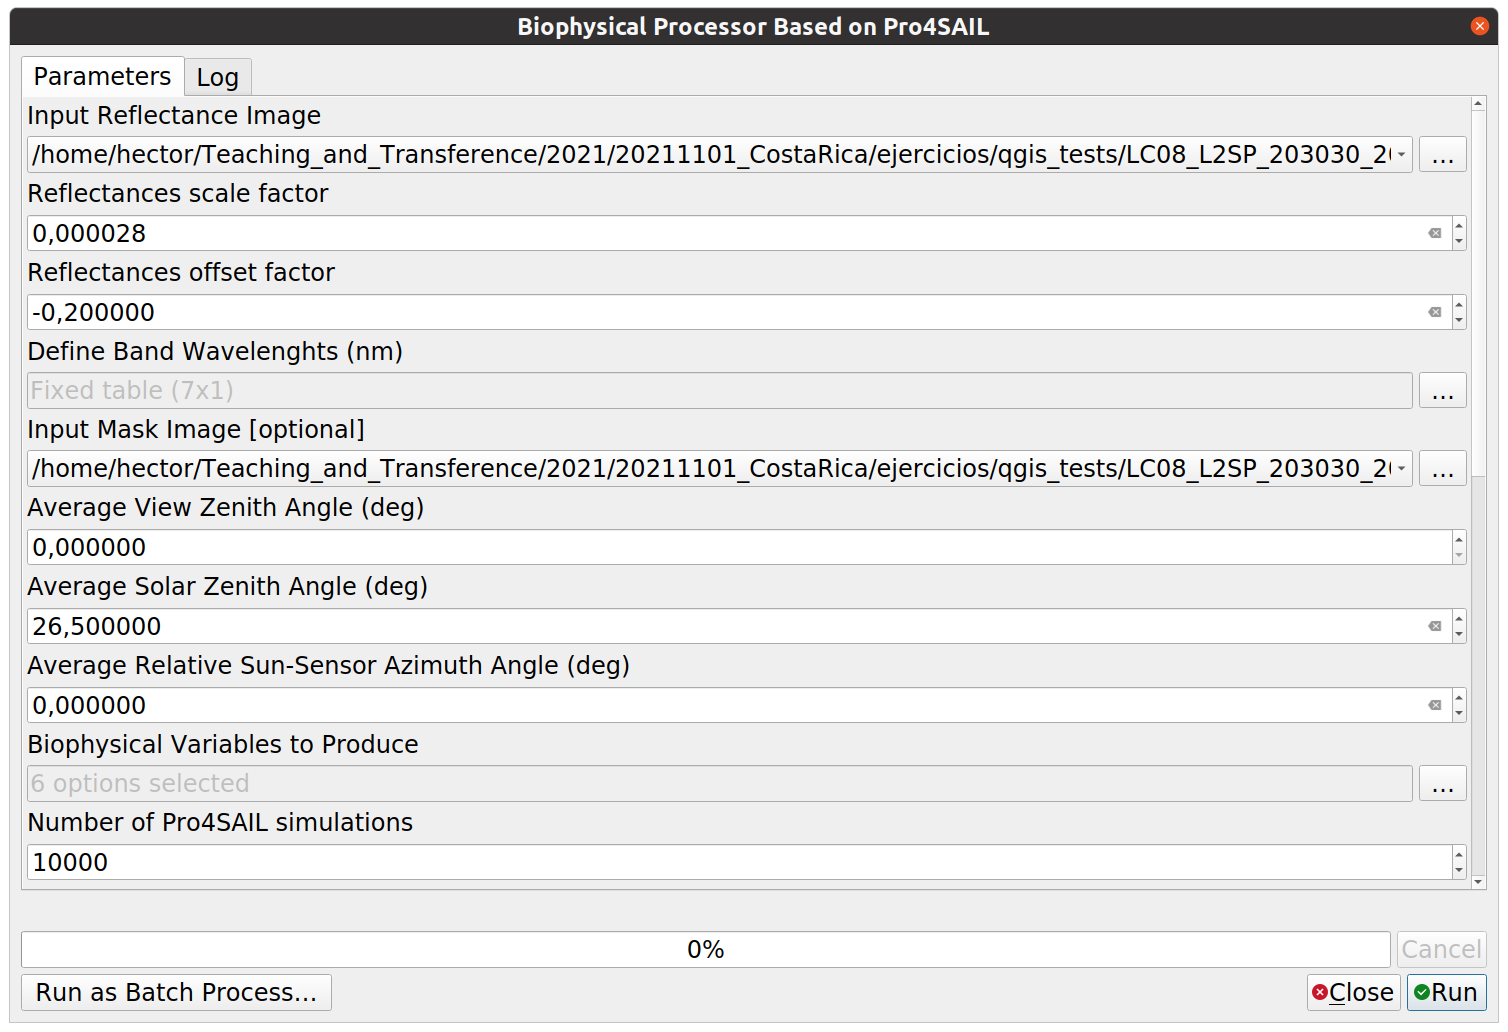 Biophysical Processor Based on Pro4SAIL
Parameters
Log
Input Reflectance Image
/home/hector/Teaching_and_Transference/2021/20211101_CostaRica/ejercicios/qgis_tests/LC08_L2SP_203030_20
...
Reflectances scale factor
0,000028
Reflectances offset factor
-0,200000
Define Band Wavelenghts (nm)
Fixed table (7x1)
...
Input Mask Image [optional]
/home/hector/Teaching_and_Transference/2021/20211101_CostaRica/ejercicios/qgis_tests/LC08_L2SP_203030_20
...
Average View Zenith Angle (deg)
0,000000
Average Solar Zenith Angle (deg)
26,500000
Average Relative Sun-Sensor Azimuth Angle (deg)
0,000000
Biophysical Variables to Produce
6 options selected
...
Number of Pro4SAIL simulations
10000
0%
Cancel
Run as Batch Process...
Close
Run